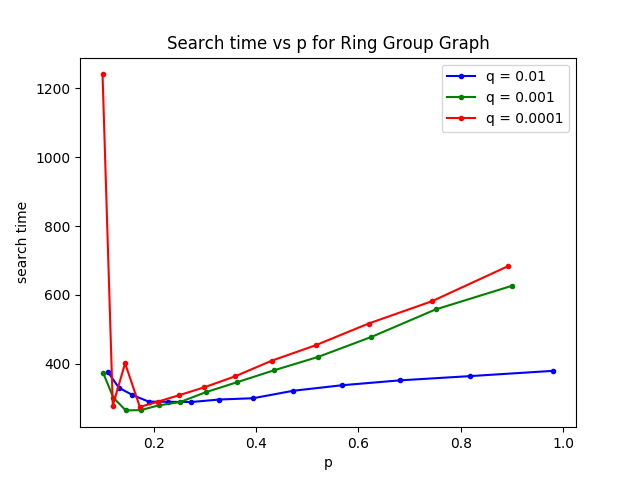 Search time vs p for Ring Group Graph
q = 0.01
q = 0.001
q = 0.0001
1200
1000
800
600
400
search time
0.2
0.4
0.6
0.8
1.0
p